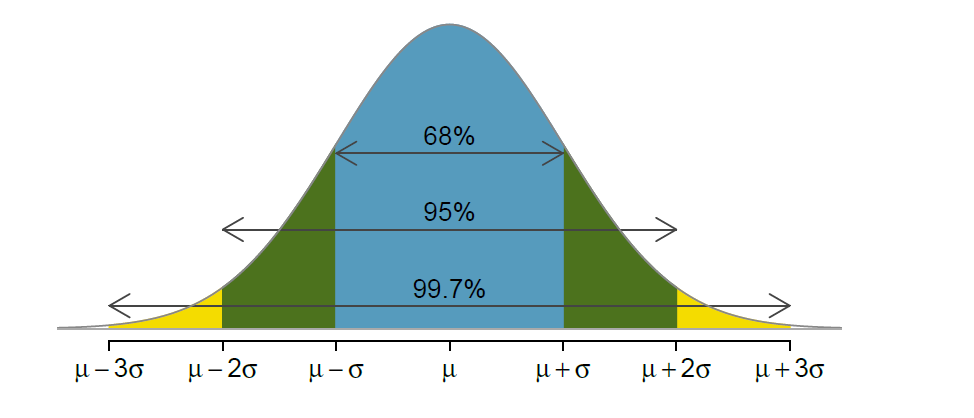 68%
95%
99.7%
μ − 3σ μ − 2σ μ − σ μ μ + σ μ + 2σ μ + 3σ